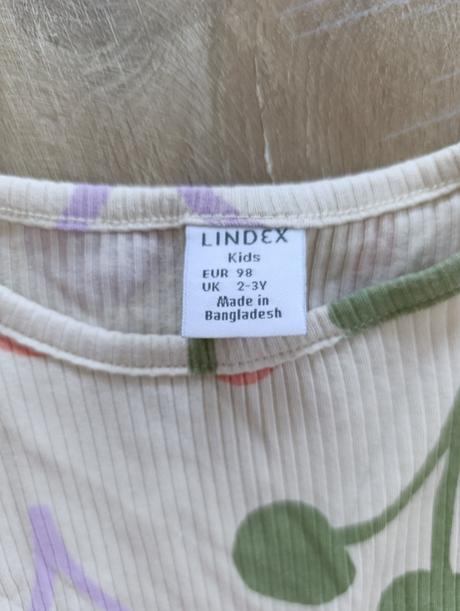 LINDEX
Kids
EUR 98
UK 2-3Y
Made in
Bangladesh